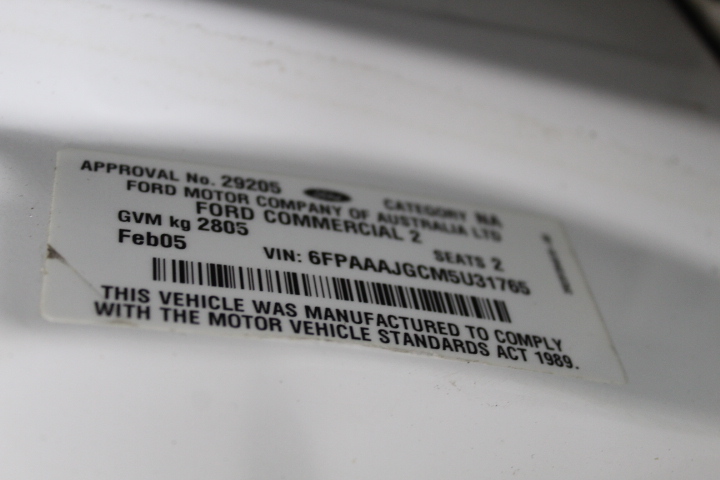 APPROVAL No. 29205 Ford CATEGORY NA
FORD MOTOR COMPANY OF AUSTRALIA LTD
FORD COMMERCIAL 2
GVM kg 2805 SEATS 2
Feb05 VIN: 6FPAAAJGCM5U31765
THIS VEHICLE WAS MANUFACTURED TO COMPLY
WITH THE MOTOR VEHICLE STANDARDS ACT 1989.